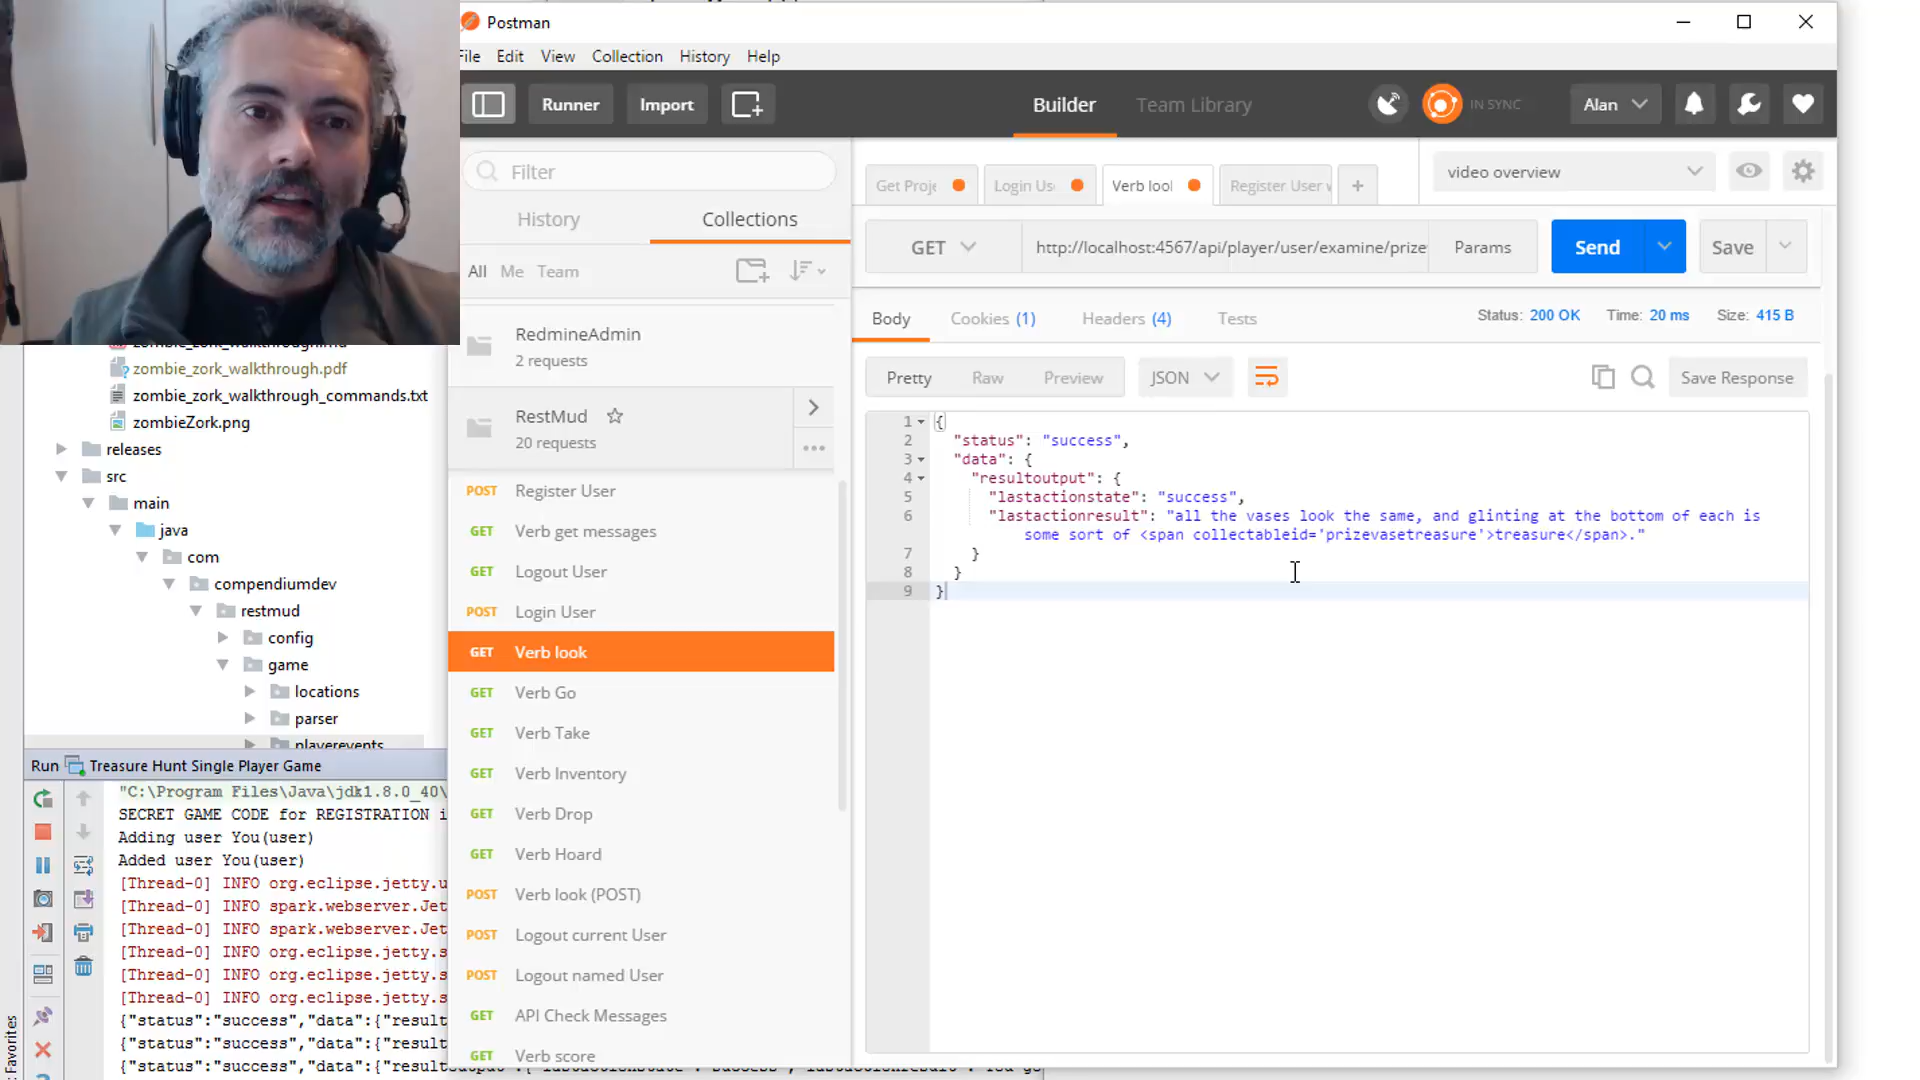 Postman
File Edit View Collection History Help
Runner Import Builder Team Library IN SYNC Alan
Filter
History Collections
All Me Team
RedmineAdmin
2 requests
RestMud
20 requests
POST Register User
GET Verb get messages
GET Logout User
POST Login User
GET Verb look
GET Verb Go
GET Verb Take
GET Verb Inventory
GET Verb Drop
GET Verb Hoard
POST Verb look (POST)
POST Logout current User
POST Logout named User
GET API Check Messages
GET Verb score
Get Proje Login Us Verb lool Register User v +
video overview
GET http://localhost:4567/api/player/user/examine/prize Params Send Save
Body Cookies (1) Headers (4) Tests Status: 200 OK Time: 20 ms Size: 415 B
Pretty Raw Preview JSON Save Response
1 {
2 "status": "success",
3 "data": {
4 "resultoutput": {
5 "lastactionstate": "success",
6 "lastactionresult": "all the vases look the same, and glinting at the bottom of each is
some sort of <span collectableid='prizevasetreasure'>treasure</span>."
7 }
8 }
9 }
zombie_zork_walkthrough.pdf
zombie_zork_walkthrough_commands.txt
zombieZork.png
releases
src
main
java
com
compendiumdev
restmud
config
game
locations
parser
playerevents
Run Treasure Hunt Single Player Game
"C:\Program Files\Java\jdk1.8.0_40\
SECRET GAME CODE for REGISTRATION i
Adding user You(user)
Added user You(user)
[Thread-0] INFO org.eclipse.jetty.u
[Thread-0] INFO spark.webserver.Jet
[Thread-0] INFO spark.webserver.Jet
[Thread-0] INFO org.eclipse.jetty.s
[Thread-0] INFO org.eclipse.jetty.s
[Thread-0] INFO org.eclipse.jetty.s
{"status":"success","data":{"result
{"status":"success","data":{"result
{"status":"success","data":{"result
Favorites